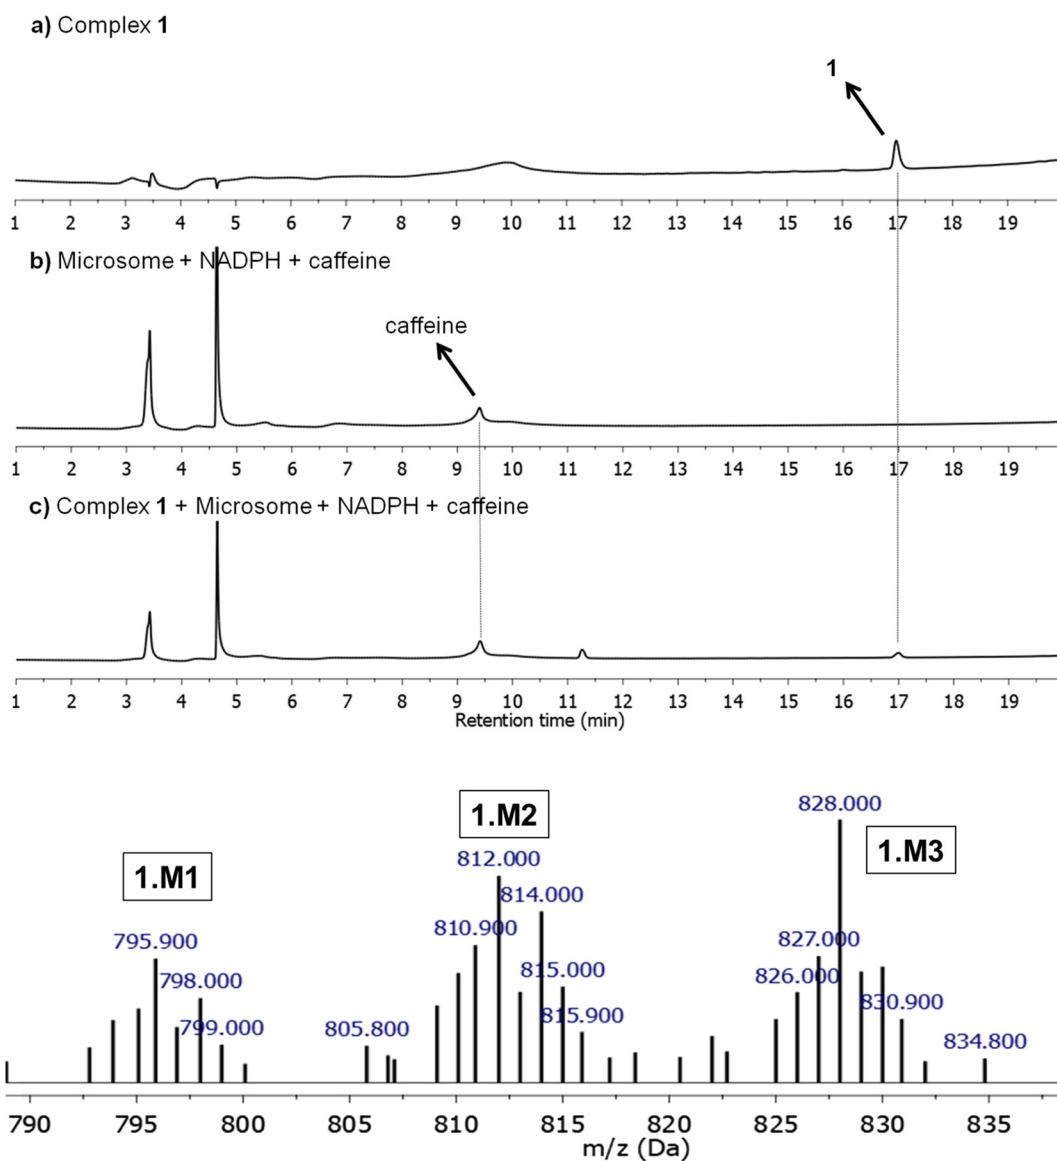 a) Complex 1
1
1 2 3 4 5 6 7 8 9 10 11 12 13 14 15 16 17 18 19
b) Microsome + NADPH + caffeine
caffeine
1 2 3 4 5 6 7 8 9 10 11 12 13 14 15 16 17 18 19
c) Complex 1 + Microsome + NADPH + caffeine
1 2 3 4 5 6 7 8 9 10 11 12 13 14 15 16 17 18 19
Retention time (min)
828.000
1.M2
1.M3
812.000
1.M1
814.000
810.900
827.000
795.900
815.000
826.000
798.000
830.900
815.900
799.000
805.800
834.800
790 795 800 805 810 815 820 825 830 835
m/z (Da)